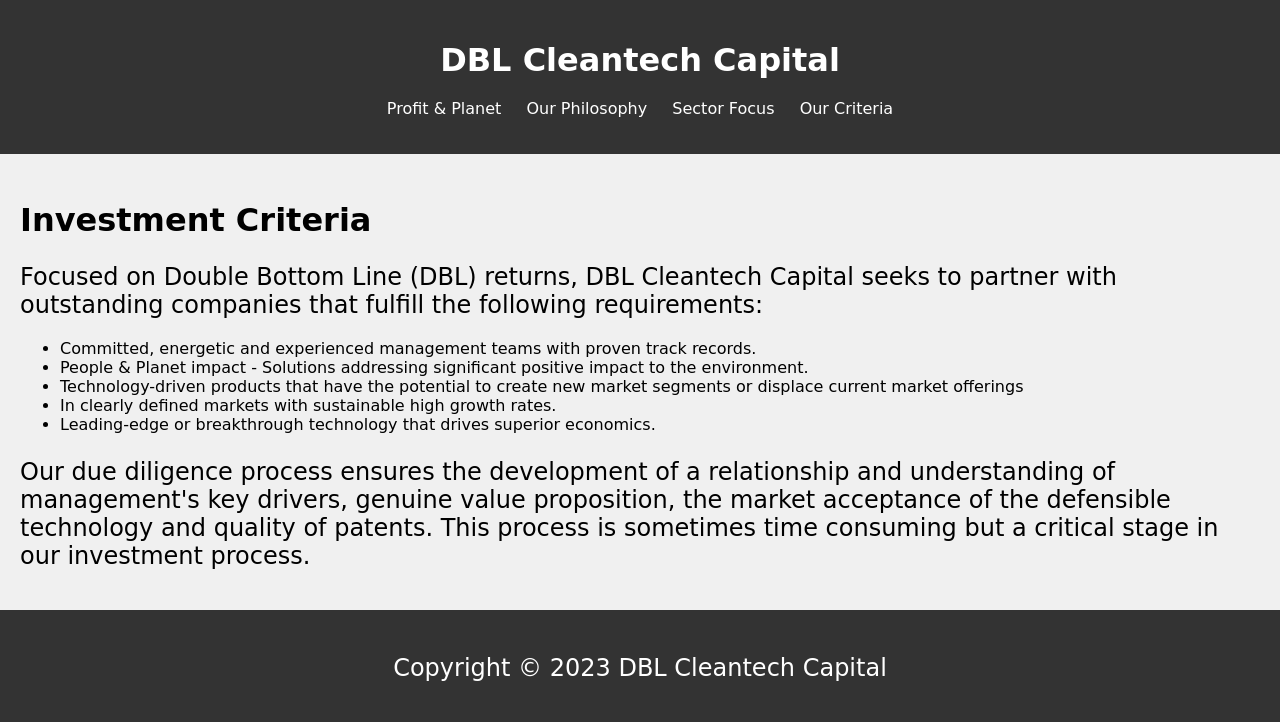 DBL Cleantech Capital
Profit & Planet Our Philosophy Sector Focus Our Criteria
Investment Criteria
Focused on Double Bottom Line (DBL) returns, DBL Cleantech Capital seeks to partner with
outstanding companies that fulfill the following requirements:
• Committed, energetic and experienced management teams with proven track records.
• People & Planet impact - Solutions addressing significant positive impact to the environment.
• Technology-driven products that have the potential to create new market segments or displace current market offerings
• In clearly defined markets with sustainable high growth rates.
• Leading-edge or breakthrough technology that drives superior economics.
Our due diligence process ensures the development of a relationship and understanding of
management's key drivers, genuine value proposition, the market acceptance of the defensible
technology and quality of patents. This process is sometimes time consuming but a critical stage in
our investment process.
Copyright © 2023 DBL Cleantech Capital